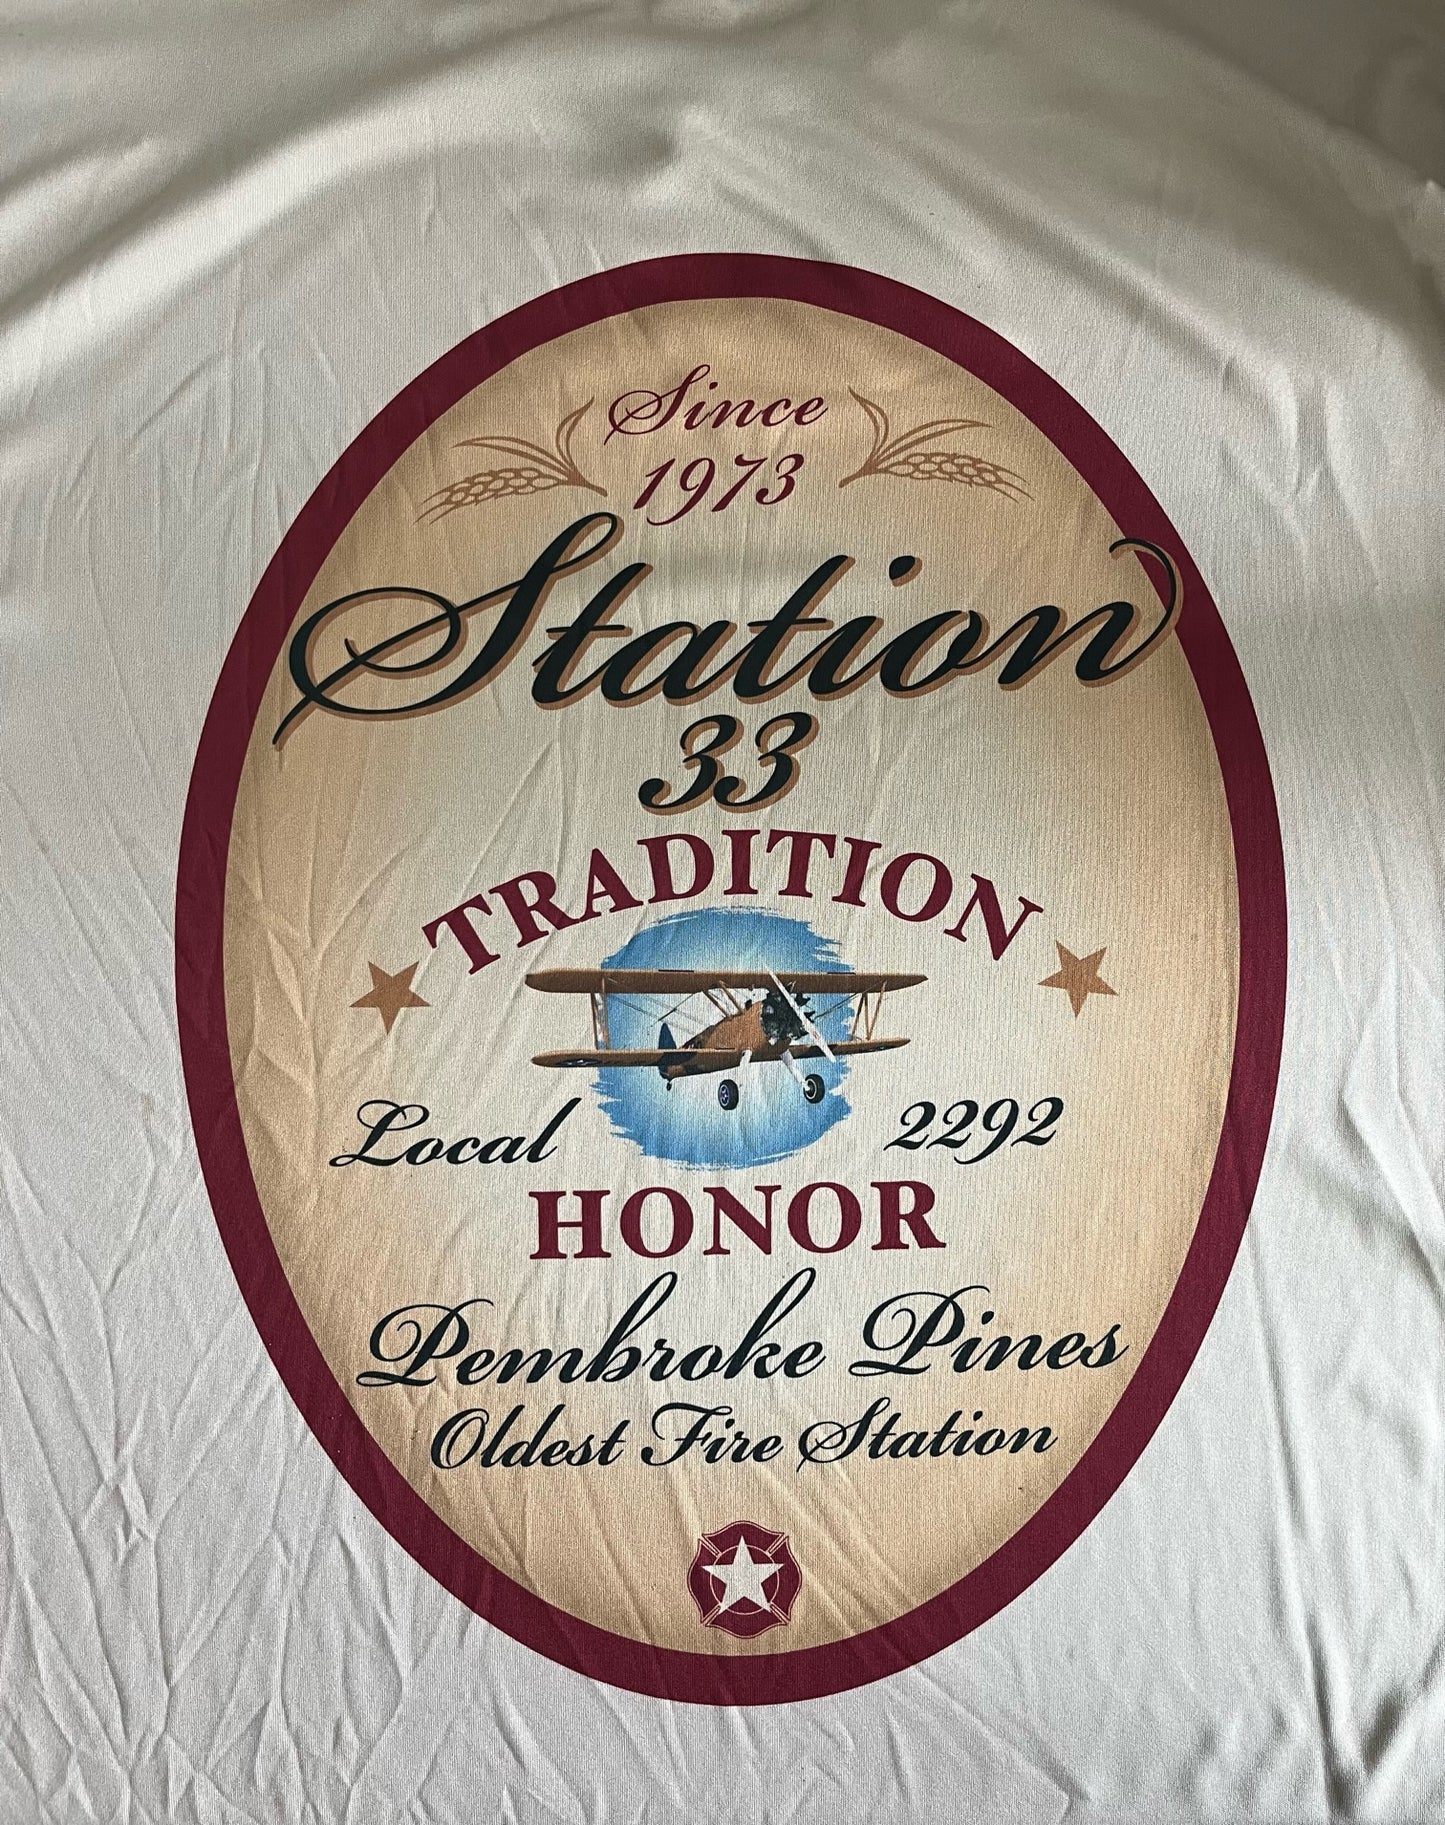 Since
1973
Station
33
TRADITION
Local 2292
HONOR
Pembroke Pines
Oldest Fire Station